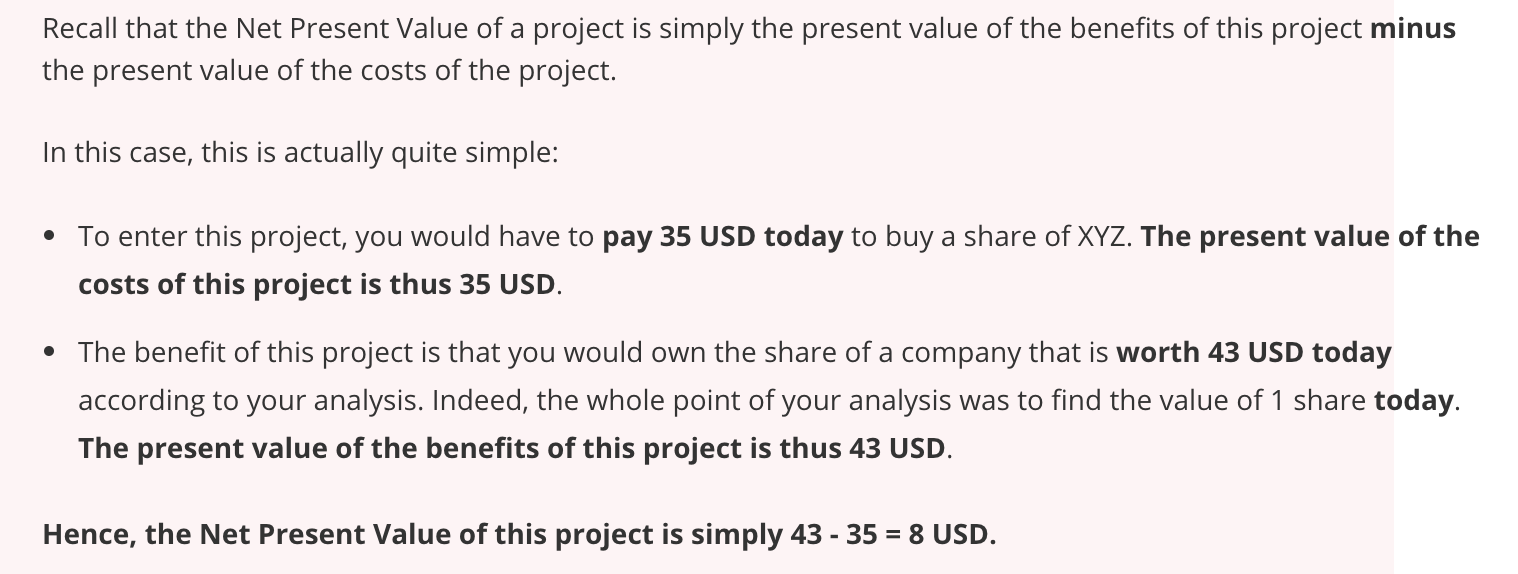 Recall that the Net Present Value of a project is simply the present value of the benefits of this project minus
the present value of the costs of the project.
In this case, this is actually quite simple:
• To enter this project, you would have to pay 35 USD today to buy a share of XYZ. The present value of the
costs of this project is thus 35 USD.
• The benefit of this project is that you would own the share of a company that is worth 43 USD today
according to your analysis. Indeed, the whole point of your analysis was to find the value of 1 share today.
The present value of the benefits of this project is thus 43 USD.
Hence, the Net Present Value of this project is simply 43 - 35 = 8 USD.